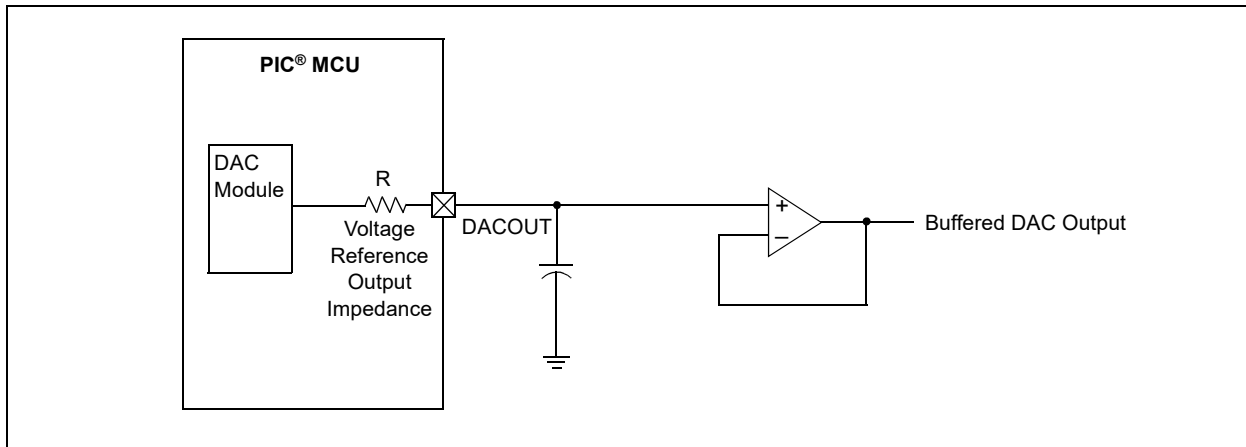 PIC® MCU
DAC
Module
R
Voltage
Reference
Output
Impedance
DACOUT
+
–
Buffered DAC Output